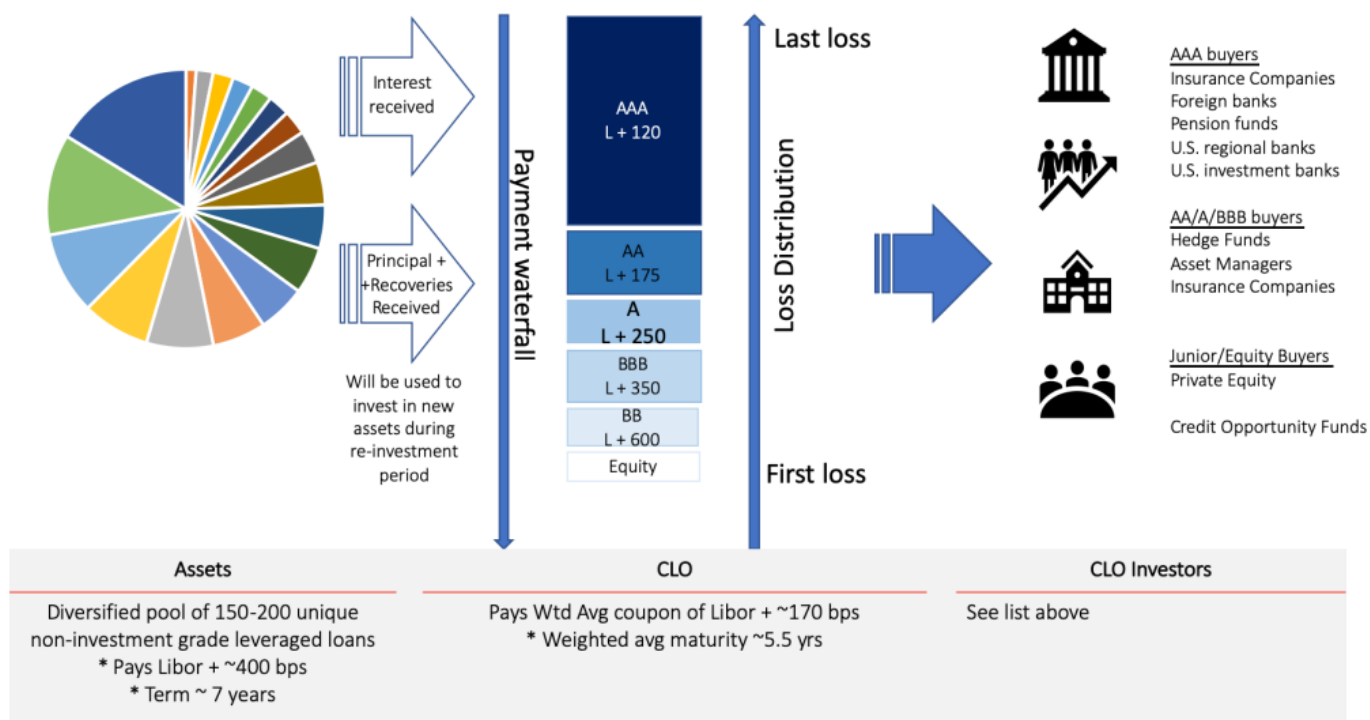 Interest
received
Principal +
+Recoveries
Received
Will be used to
invest in new
assets during
re-investment
period
Payment waterfall
AAA
L + 120
AA
L + 175
A
L + 250
BBB
L + 350
BB
L + 600
Equity
Last loss
Loss Distribution
First loss
AAA buyers
Insurance Companies
Foreign banks
Pension funds
U.S. regional banks
U.S. investment banks
AA/A/BBB buyers
Hedge Funds
Asset Managers
Insurance Companies
Junior/Equity Buyers
Private Equity
Credit Opportunity Funds
Assets
Diversified pool of 150-200 unique
non-investment grade leveraged loans
* Pays Libor + ~400 bps
* Term ~ 7 years
CLO
Pays Wtd Avg coupon of Libor + ~170 bps
* Weighted avg maturity ~5.5 yrs
CLO Investors
See list above